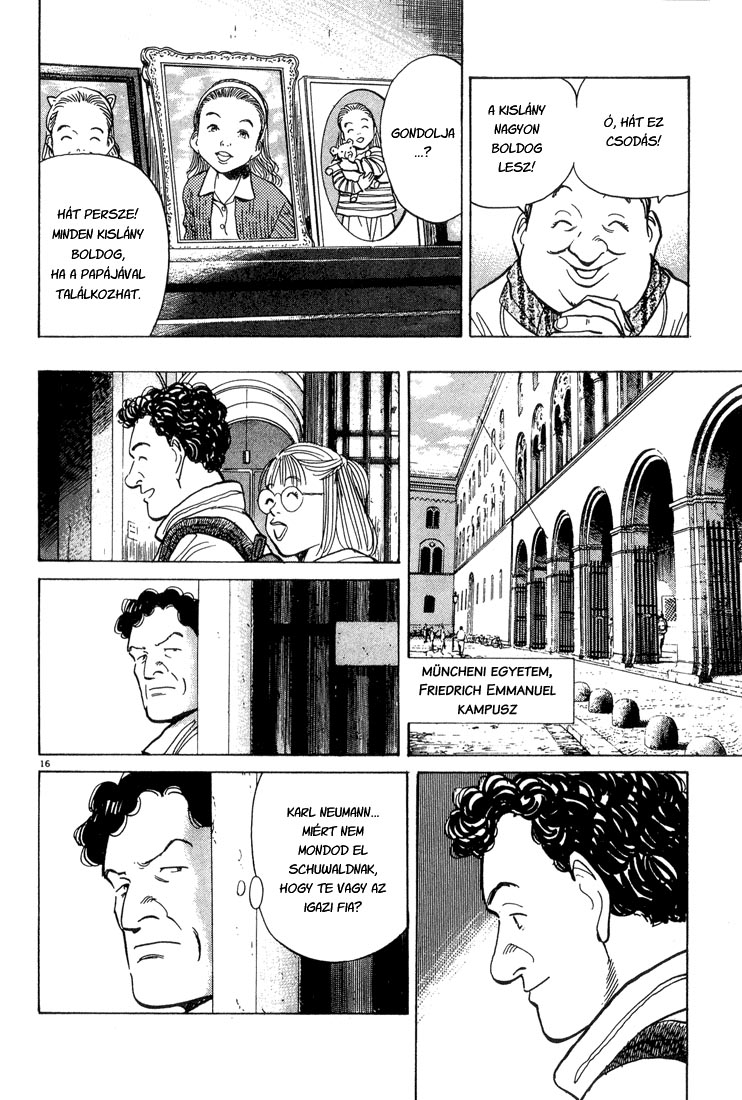 Ó, HÁT EZ
CSODÁS!
A KISLÁNY
NAGYON
BOLDOG
LESZ!
GONDOLJA
...?
HÁT PERSZE!
MINDEN KISLÁNY
BOLDOG,
HA A PAPÁJÁVAL
TALÁLKOZHAT.
MÜNCHENI EGYETEM,
FRIEDRICH EMMANUEL
KAMPUSZ
16
KARL NEUMANN...
MIÉRT NEM
MONDOD EL
SCHUWALDNAK,
HOGY TE VAGY AZ
IGAZI FIA?